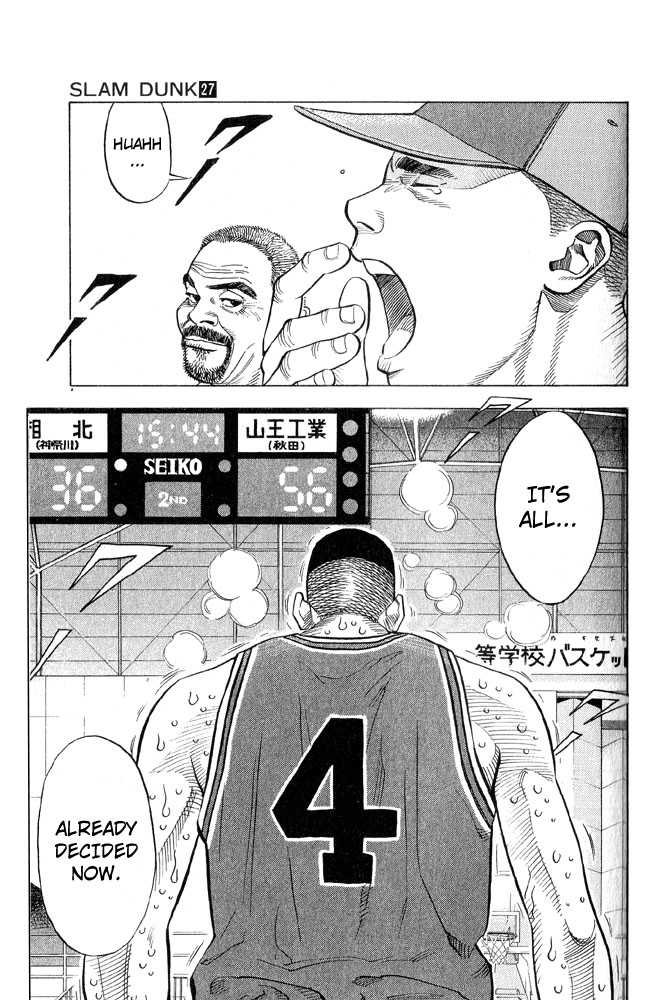 SLAM DUNK 27
HUAHH
...
相北
(神奈川)
15:44
山王工業
(秋田)
SEIKO
36
2ND
56
IT'S
ALL...
等学校バスケッ
ALREADY
DECIDED
NOW.
4